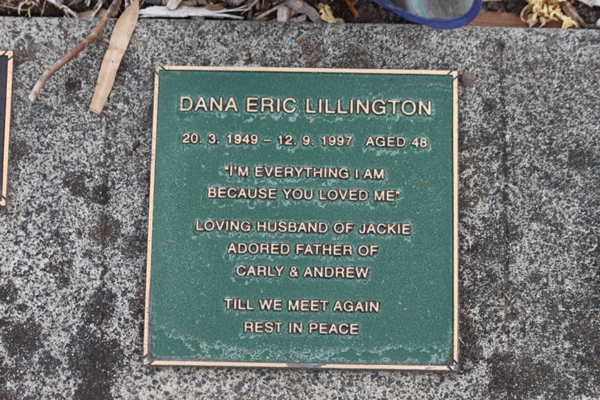 DANA ERIC LILLINGTON
20. 3. 1949 – 12. 9. 1997 AGED 48
"I'M EVERYTHING I AM
BECAUSE YOU LOVED ME"
LOVING HUSBAND OF JACKIE
ADORED FATHER OF
CARLY & ANDREW
TILL WE MEET AGAIN
REST IN PEACE